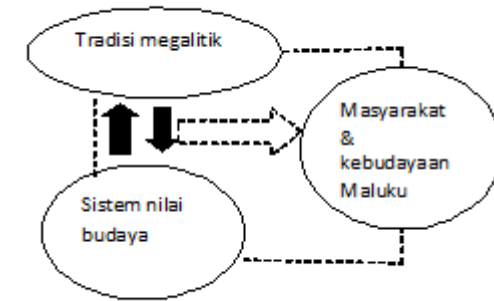 Tradisi megalitik
Masyarakat
&
kebudayaan
Maluku
Sistem nilai
budaya